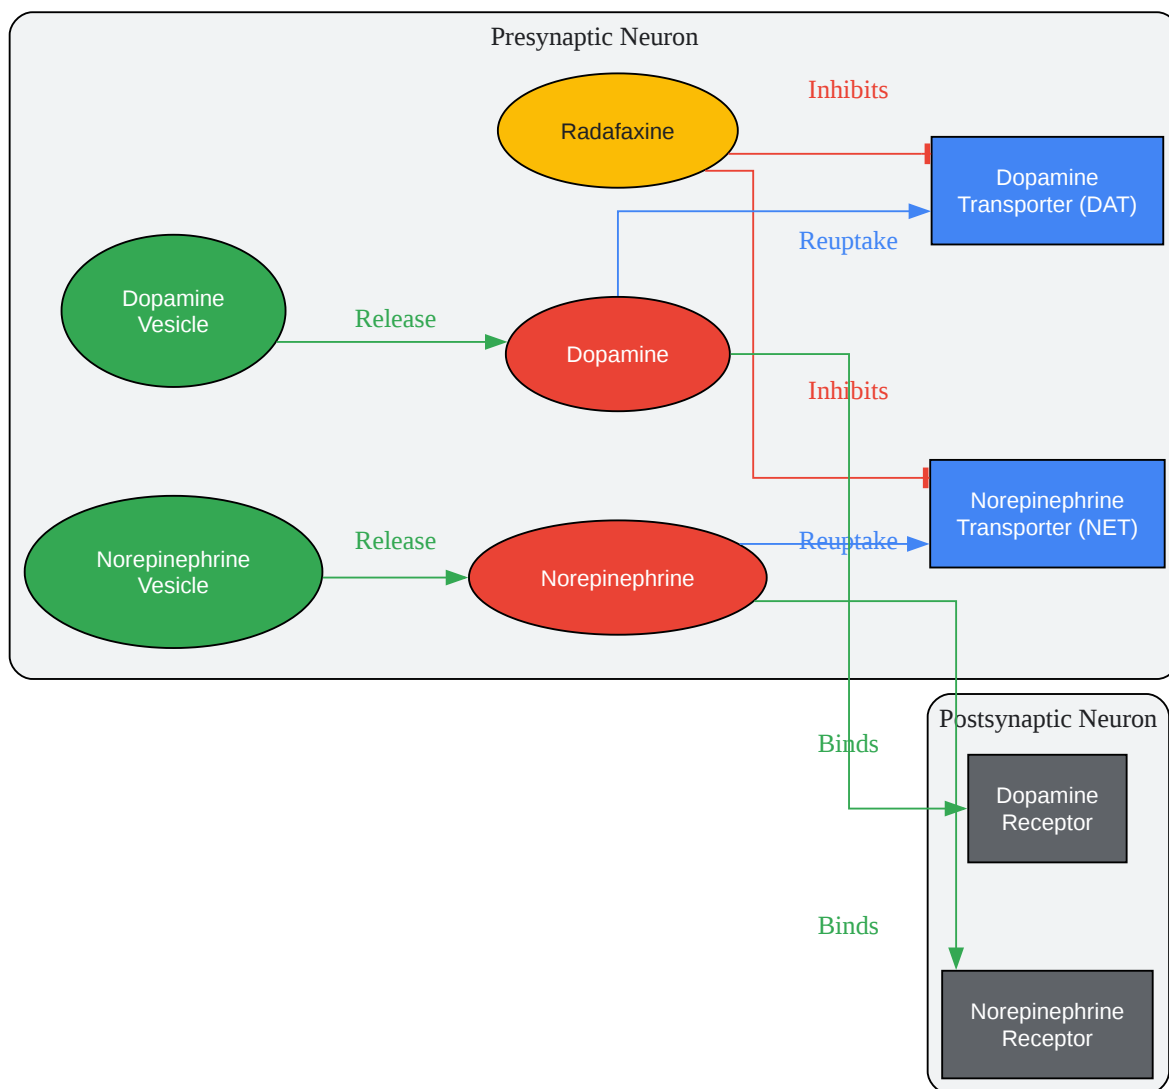 Presynaptic Neuron
Inhibits
Radafaxine
Dopamine
Transporter (DAT)
Reuptake
Dopamine
Vesicle
Release
Dopamine
Inhibits
Norepinephrine
Transporter (NET)
Release
Reuptake
Norepinephrine
Vesicle
Norepinephrine
Postsynaptic Neuron
Binds
Dopamine
Receptor
Binds
Norepinephrine
Receptor